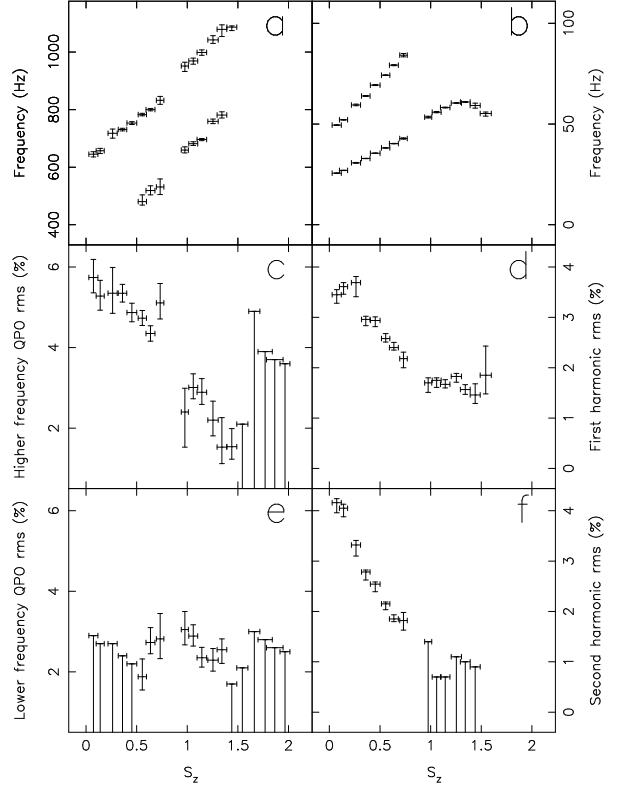 a
b
Frequency (Hz)
400 600 800 1000
0 50 100
Frequency (Hz)
c
d
Higher frequency QPO rms (%)
2 4 6
0 1 2 3 4
First harmonic rms (%)
e
f
Lower frequency QPO rms (%)
2 4 6
0 1 2 3 4
Second harmonic rms (%)
0 0.5 1 1.5 2
0 0.5 1 1.5 2
S_z
S_z